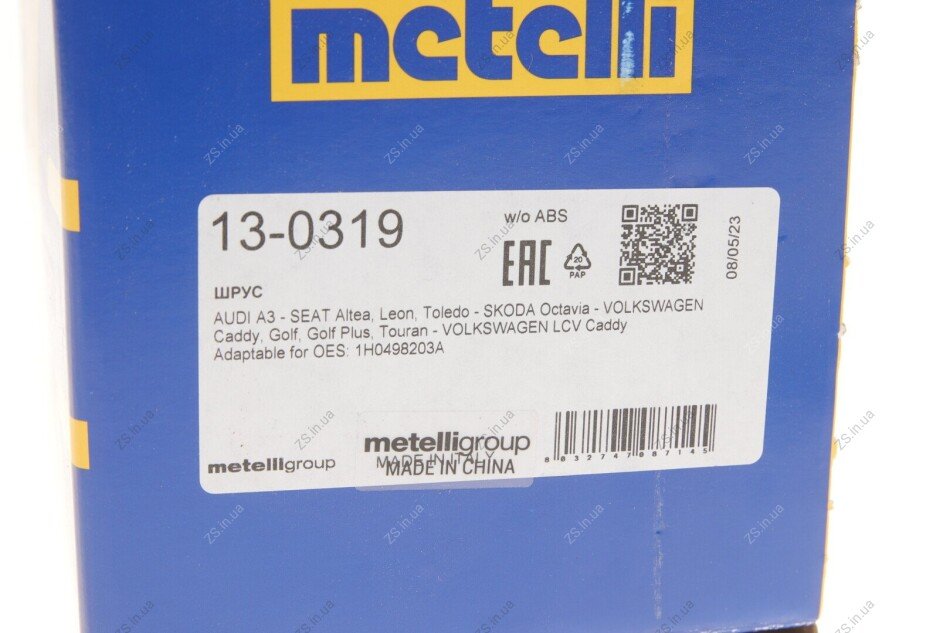 metelli
13-0319
w/o ABS
EAC
20
PAP
08/05/23
ШРУС
AUDI A3 - SEAT Altea, Leon, Toledo - SKODA Octavia - VOLKSWAGEN
Caddy, Golf, Golf Plus, Touran - VOLKSWAGEN LCV Caddy
Adaptable for OES: 1H0498203A
metelligroup
metelligroup
MADE IN ITALY
MADE IN CHINA
8032747087145
ZS.in.ua